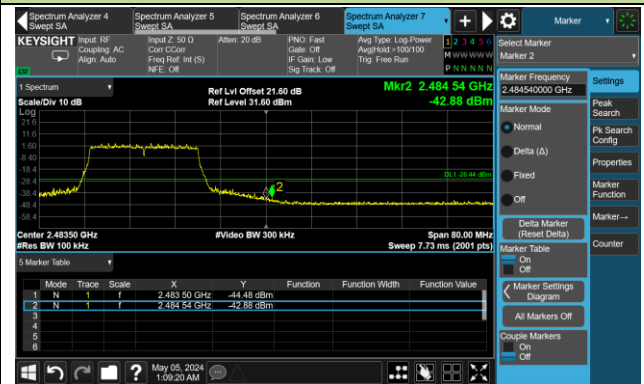 Spectrum Analyzer 4
Swept SA
Spectrum Analyzer 5
Swept SA
Spectrum Analyzer 6
Swept SA
Spectrum Analyzer 7
Swept SA
Marker
KEYSIGHT
Input: RF
Coupling: AC
Align: Auto
Input Z: 50 Ω
Corr CCorr
Freq Ref: Int (S)
NFE: Off
Atten: 20 dB
PNO: Fast
Gate: Off
IF Gain: Low
Sig Track: Off
Avg Type: Log-Power
Avg|Hold:>100/100
Trig: Free Run
1 2 3 4 5 6
M W W W W W
P N N N N N
LVI
Select Marker
Marker 2
1 Spectrum
Scale/Div 10 dB
Log
Ref Lvl Offset 21.60 dB
Ref Level 31.60 dBm
Mkr2 2.484 54 GHz
-42.88 dBm
21.6
11.6
1.60
-8.40
-18.4
-28.4
-38.4
-48.4
-58.4
DL1 -26.44 dBm
2
Center 2.48350 GHz
#Res BW 100 kHz
#Video BW 300 kHz
Span 80.00 MHz
Sweep 7.73 ms (2001 pts)
5 Marker Table
Mode Trace Scale X Y Function Function Width Function Value
1 N 1 f 2.483 50 GHz -44.48 dBm
2 N 1 f 2.484 54 GHz -42.88 dBm
3
4
5
6
Marker Frequency
2.484540000 GHz
Marker Mode
Normal
Delta (Δ)
Fixed
Off
Delta Marker
(Reset Delta)
Marker Table
On
Off
Marker Settings
Diagram
All Markers Off
Couple Markers
On
Off
Settings
Peak
Search
Pk Search
Config
Properties
Marker
Function
Marker→
Counter
May 05, 2024
1:09:20 AM